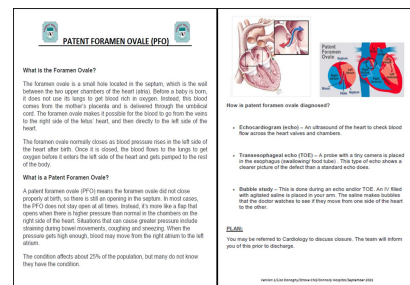 PATENT FORAMEN OVALE (PFO)
What is the Foramen Ovale?
The foramen ovale is a small hole located in the septum, which is the wall
between the two upper chambers of the heart (atria). Before a baby is born,
it does not use its lungs to get blood rich in oxygen. Instead, this blood
comes from the mother's placenta and is delivered through the umbilical
cord. The foramen ovale makes it possible for the blood to go from the veins
to the right side of the fetus' heart, and then directly to the left side of the
heart.
The foramen ovale normally closes as blood pressure rises in the left side of
the heart after birth. Once it is closed, the blood flows to the lungs to get
oxygen before it enters the left side of the heart and gets pumped to the rest
of the body.
What is a Patent Foramen Ovale?
A patent foramen ovale (PFO) means the foramen ovale did not close
properly at birth, so there is still an opening in the septum. In most cases,
the PFO does not stay open at all times. Instead, it's more like a flap that
opens when there is higher pressure than normal in the chambers on the
right side of the heart. Situations that can cause greater pressure include
straining during bowel movements, coughing and sneezing. When the
pressure gets high enough, blood may move from the right atrium to the left
atrium.
The condition affects about 25% of the population, but many do not know
they have the condition.
Patent
Foramen
Ovale
How is patent foramen ovale diagnosed?
• Echocardiogram (echo) – An ultrasound of the heart to check blood
flow across the heart valves and chambers.
• Transesophageal echo (TOE) – A probe with a tiny camera is placed
in the esophagus (swallowing/ food tube). This type of echo shows a
clearer picture of the defect than a standard echo does.
• Bubble study – This is done during an echo and/or TOE. An IV filled
with agitated saline is placed in your arm. The saline makes bubbles
that the doctor watches to see if they move from one side of the heart
to the other.
PLAN:
You may be referred to Cardiology to discuss closure. The team will inform
you of this prior to discharge.